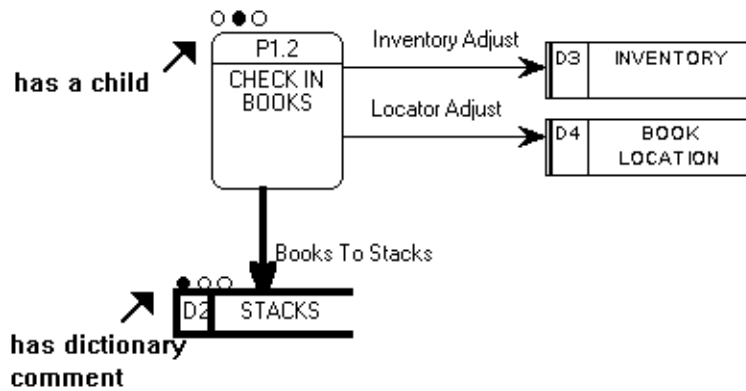 P1.2
Inventory Adjust
D3
INVENTORY
has a child
CHECK IN
BOOKS
Locator Adjust
D4
BOOK
LOCATION
Books To Stacks
D2
STACKS
has dictionary
comment